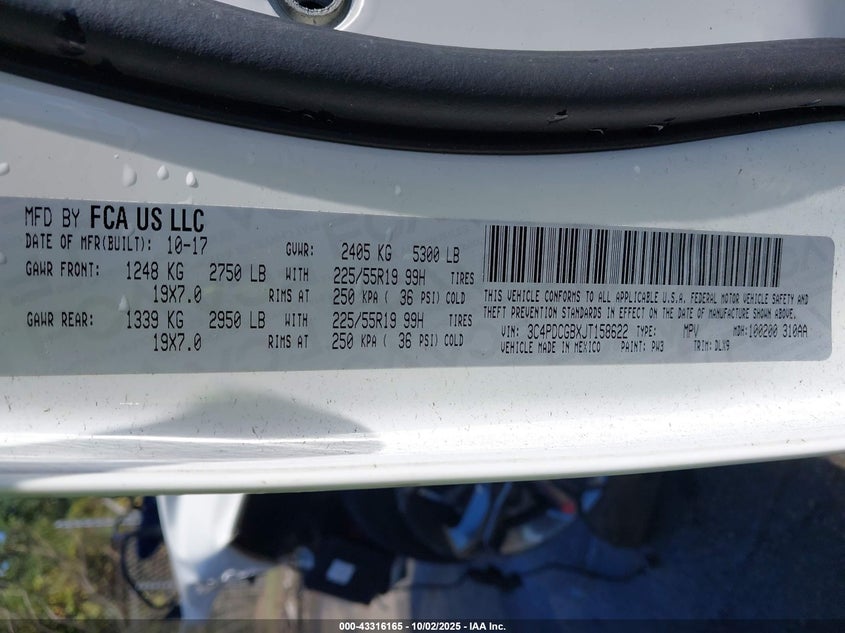 MFD BY FCA US LLC
DATE OF MFR(BUILT): 10-17 GVWR: 2405 KG 5300 LB
GAWR FRONT: 1248 KG 2750 LB WITH 225/55R19 99H TIRES
19X7.0 RIMS AT 250 KPA ( 36 PSI) COLD
GAWR REAR: 1339 KG 2950 LB WITH 225/55R19 99H TIRES
19X7.0 RIMS AT 250 KPA ( 36 PSI) COLD
THIS VEHICLE CONFORMS TO ALL APPLICABLE U.S.A. FEDERAL MOTOR VEHICLE SAFETY AND
THEFT PREVENTION STANDARDS IN EFFECT ON THE DATE OF MANUFACTURE SHOWN ABOVE.
VIN: 3C4PDCGBXJT158622 TYPE: MPV MDH:100200 310AA
VEHICLE MADE IN MEXICO PAINT: PW3 TRIM: DLX9
000-43316165 - 10/02/2025 - IAA Inc.